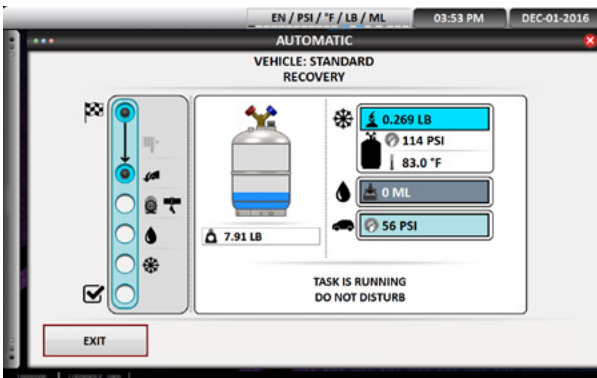 EN / PSI / °F / LB / ML 03:53 PM DEC-01-2016
AUTOMATIC
VEHICLE: STANDARD
RECOVERY
0.269 LB
114 PSI
83.0 °F
0 ML
7.91 LB
56 PSI
TASK IS RUNNING
DO NOT DISTURB
EXIT